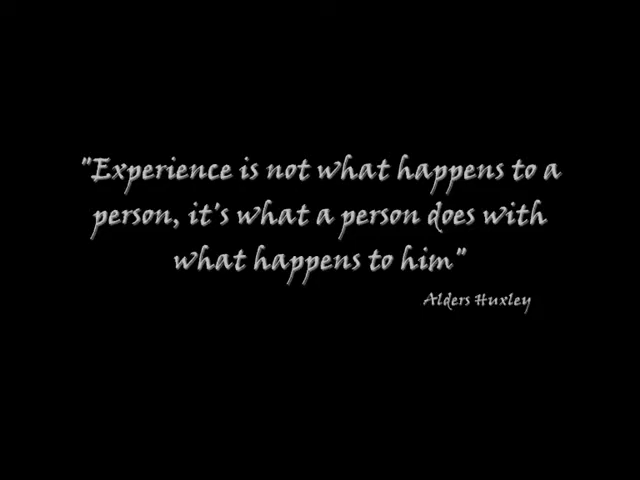 "Experience is not what happens to a
person, it's what a person does with
what happens to him"
Alders Huxley